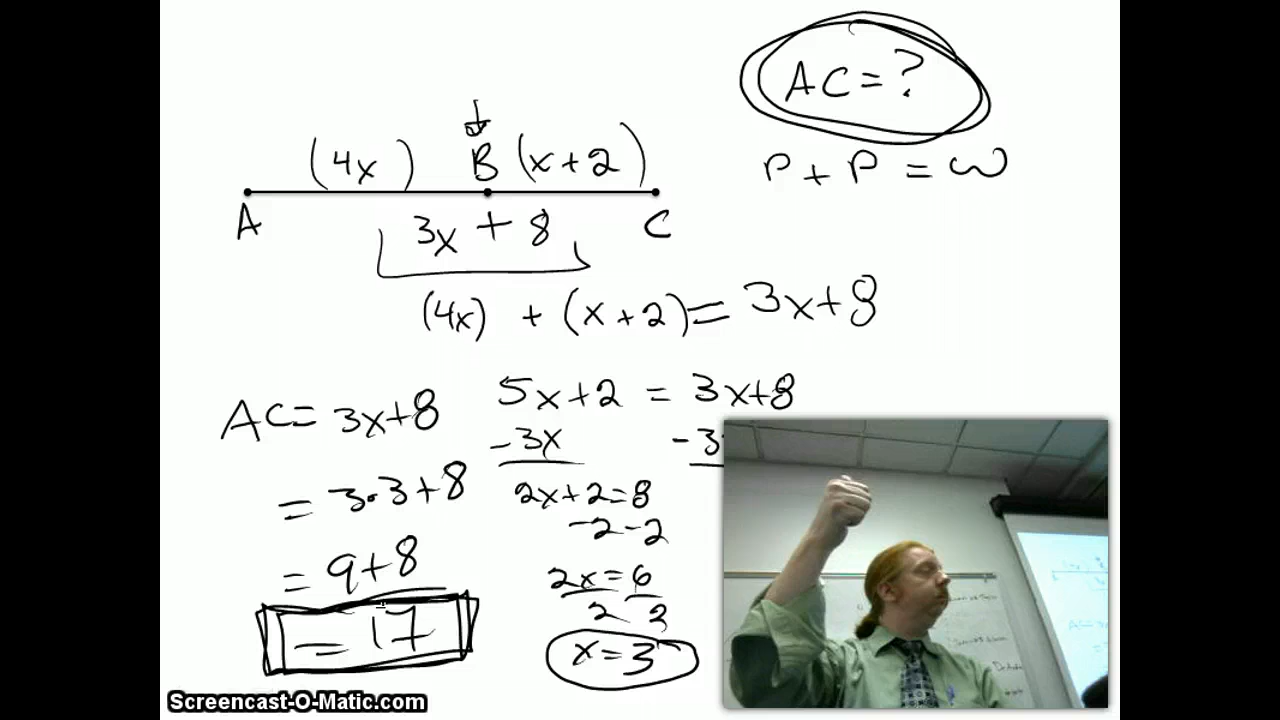 AC = ?
P + P = W
(4x) B (x+2)
A 3x + 8 C
(4x) + (x+2) = 3x+8
5x+2 = 3x+8
-3x -3
2x+2=8
-2 -2
2x = 6
2
x = 3
AC = 3x+8
= 3·3+8
= 9+8
= 17
Screencast-O-Matic.com